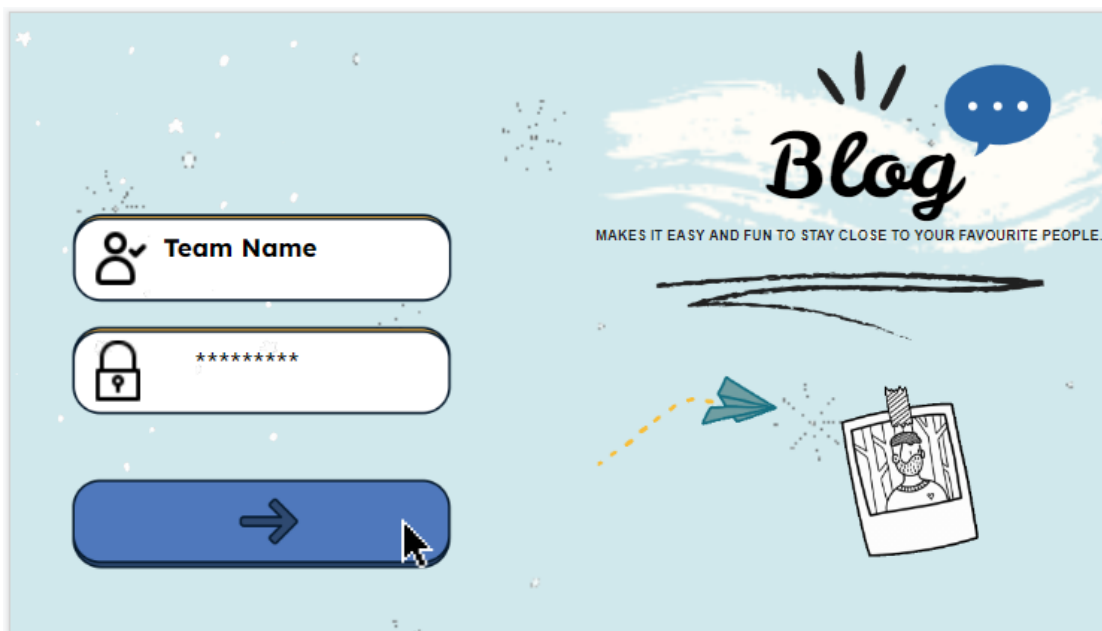 Team Name
*********
Blog
MAKES IT EASY AND FUN TO STAY CLOSE TO YOUR FAVOURITE PEOPLE.